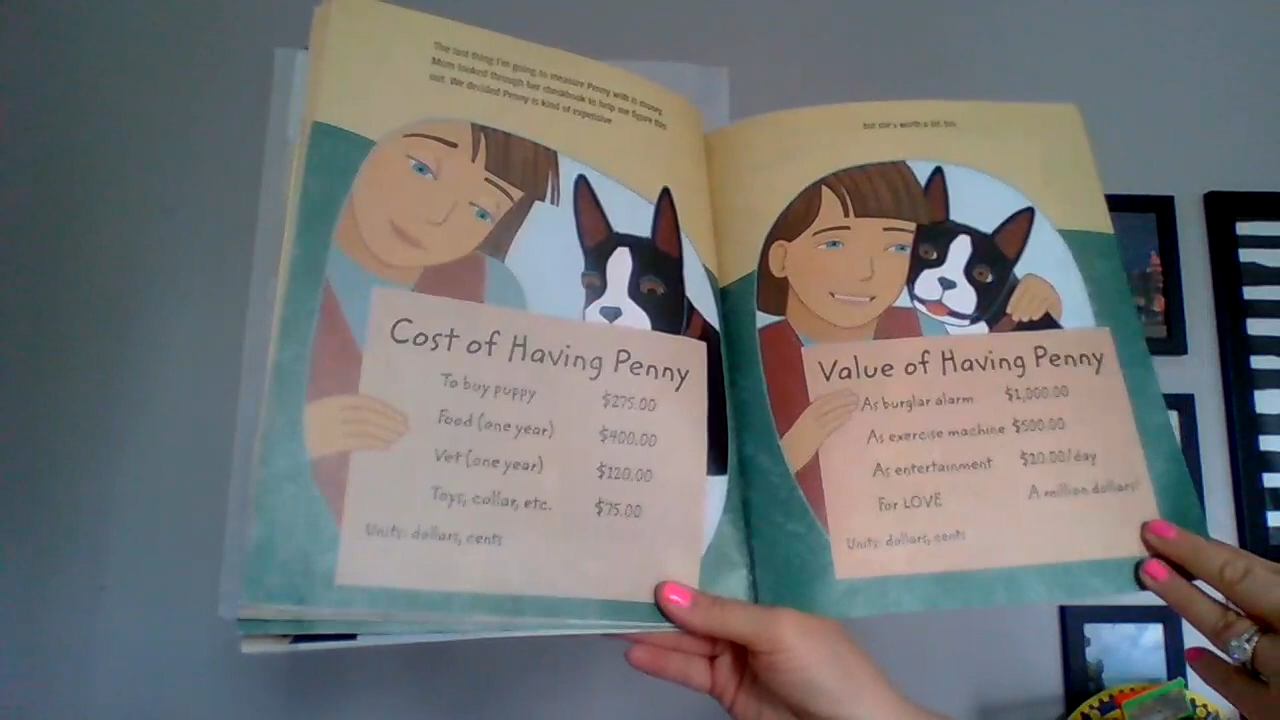 The last thing I'm going to measure Penny with is money.
Mom looked through her checkbook to help me figure this
out. We decided Penny is kind of expensive
Cost of Having Penny
To buy puppy $275.00
Food (one year) $400.00
Vet (one year) $120.00
Toys, collar, etc. $75.00
Units: dollars, cents
but she's worth a lot, too.
Value of Having Penny
As burglar alarm $1,000.00
As exercise machine $500.00
As entertainment $20.00/day
For LOVE A million dollars!
Units: dollars, cents